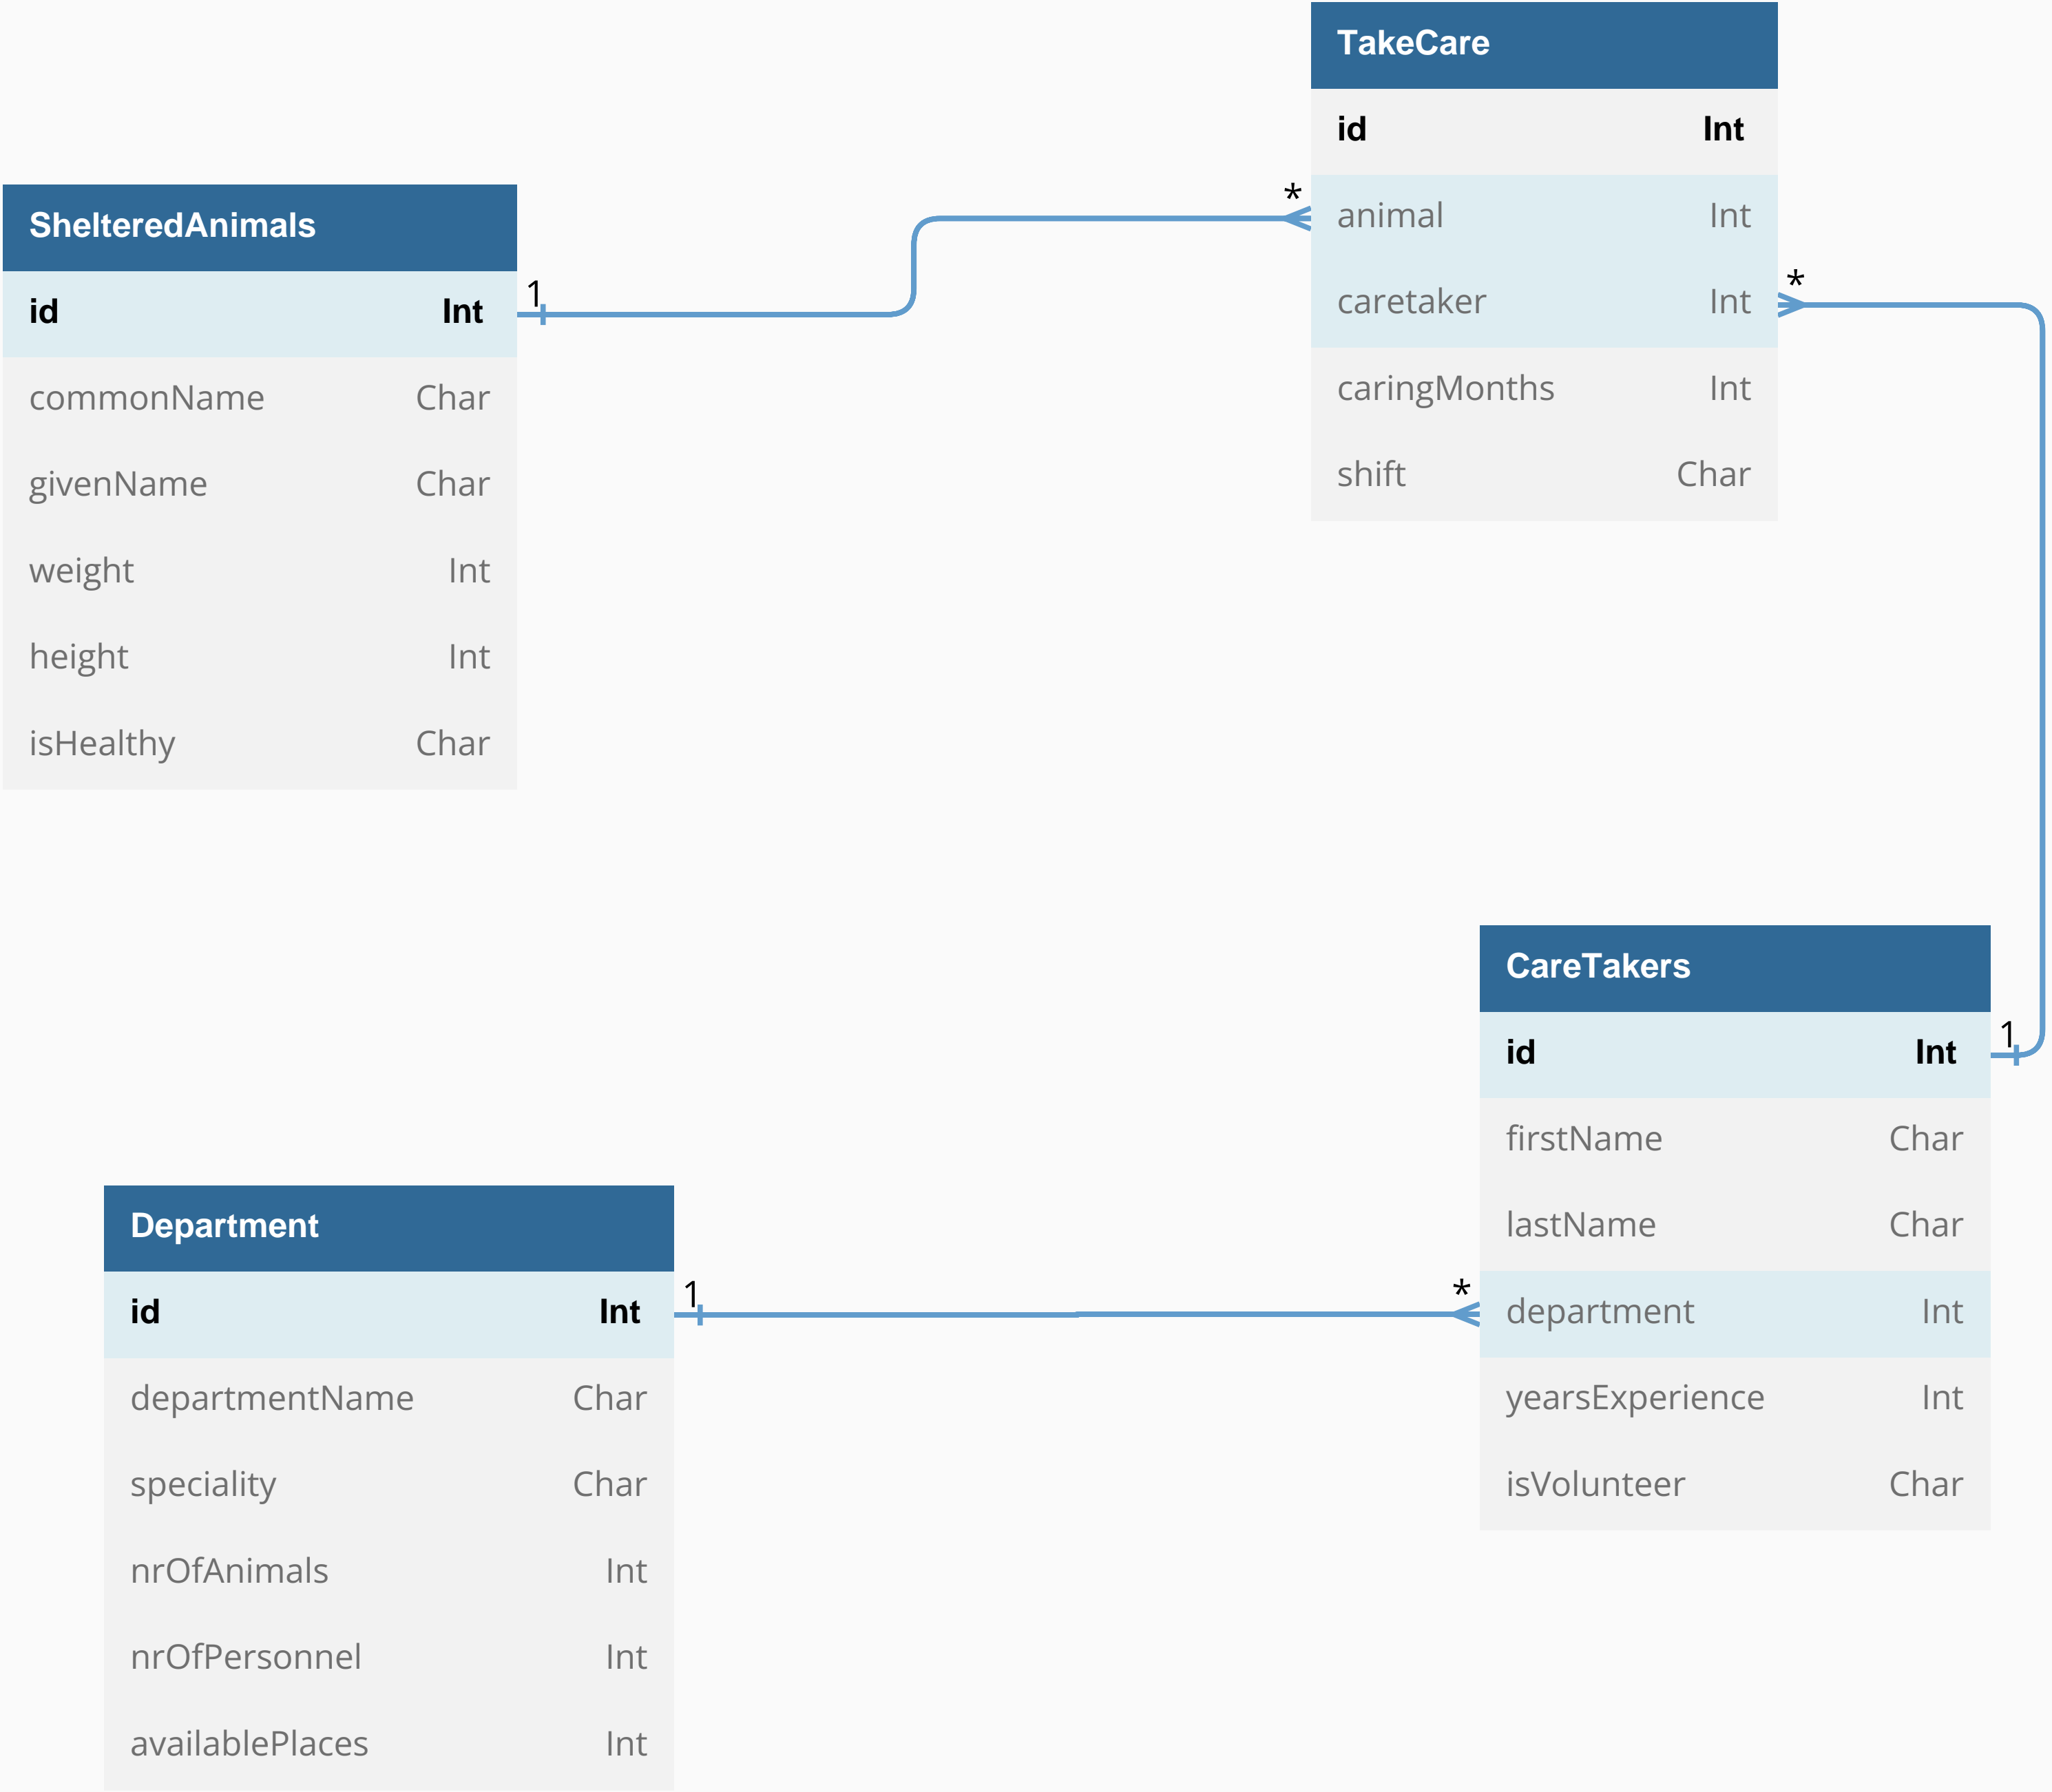 TakeCare
id Int
animal Int
caretaker Int
caringMonths Int
shift Char
*
*
ShelteredAnimals
id Int
commonName Char
givenName Char
weight Int
height Int
isHealthy Char
1
CareTakers
id Int
firstName Char
lastName Char
department Int
yearsExperience Int
isVolunteer Char
1
*
Department
id Int
departmentName Char
speciality Char
nrOfAnimals Int
nrOfPersonnel Int
availablePlaces Int
1